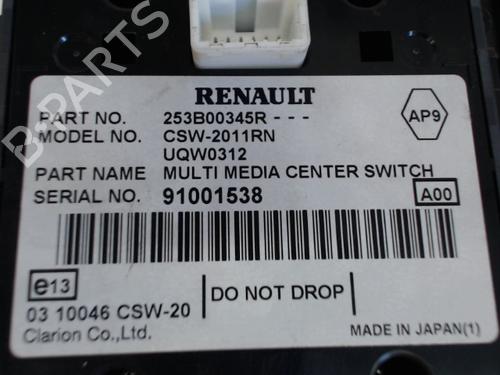 B-PARTS
RENAULT
PART NO. 253B00345R - - -
AP9
MODEL NO. CSW-2011RN
UQW0312
PART NAME MULTI MEDIA CENTER SWITCH
SERIAL NO. 91001538
A00
e13
DO NOT DROP
03 10046 CSW-20
Clarion Co.,Ltd.
MADE IN JAPAN(1)